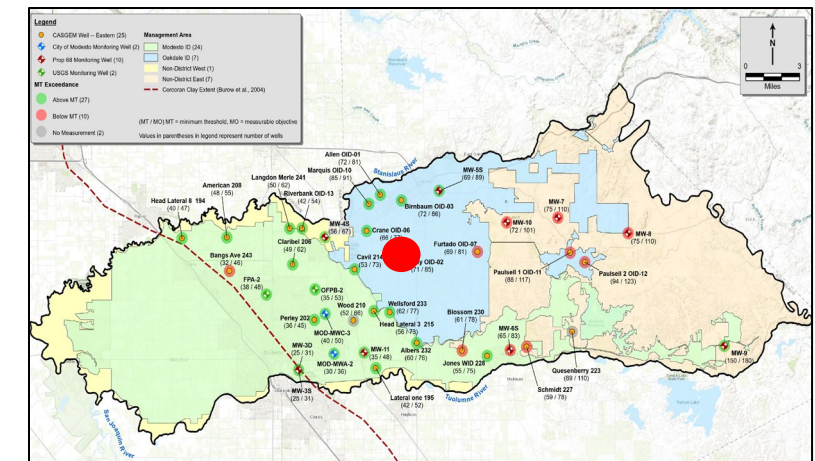 Legend
CASGEM Well – Eastern (25)
City of Modesto Monitoring Well (2)
Prop 68 Monitoring Well (10)
USGS Monitoring Well (2)
MT Exceedance
Above MT (27)
Below MT (10)
No Measurement (2)
Management Area
Modesto ID (24)
Oakdale ID (7)
Non-District West (1)
Non-District East (7)
Corcoran Clay Extent (Burow et al., 2004)
(MT / MO) MT = minimum threshold, MO = measurable objective
Values in parentheses in legend represent number of wells
N
0 3
Miles
Allen OID-01
(72 / 81)
Marquis OID-10
(85 / 91)
Stanislaus River
MW-5S
(69 / 89)
Langdon Merle 241
(50 / 62)
Riverbank OID-13
(42 / 54)
American 208
(48 / 55)
Head Lateral 8 194
(40 / 47)
Birnbaum OID-03
(72 / 86)
MW-7
(75 / 110)
MW-4S
(56 / 67)
MW-10
(72 / 101)
MW-8
(75 / 110)
Crane OID-06
(66 /
Claribel 206
(49 / 62)
Furtado OID-07
(69 / 81)
Bangs Ave 243
(32 / 46)
Cavil 214
(53 / 73)
OID-02
(71 / 85)
Paulsell 1 OID-11
(88 / 117)
Paulsell 2 OID-12
(94 / 123)
FPA-2
(38 / 48)
OFPB-2
(35 / 53)
Wood 210
(52 / 66)
Wellsford 233
(62 / 77)
Blossom 230
(61 / 78)
Perley 202
(36 / 45)
MOD-MWC-3
(40 / 50)
Head Lateral 3 215
(56 / 73)
MW-6S
(65 / 83)
MW-3D
(25 / 31)
MW-11
(35 / 48)
Albers 232
(60 / 76)
MOD-MWA-2
(30 / 36)
Jones WID 228
(55 / 75)
MW-9
(150 / 180)
Quesenberry 223
(89 / 110)
Schmidt 227
(59 / 78)
MW-3S
(25 / 31)
Lateral one 195
(42 / 52)
Tuolumne River
San Joaquin River